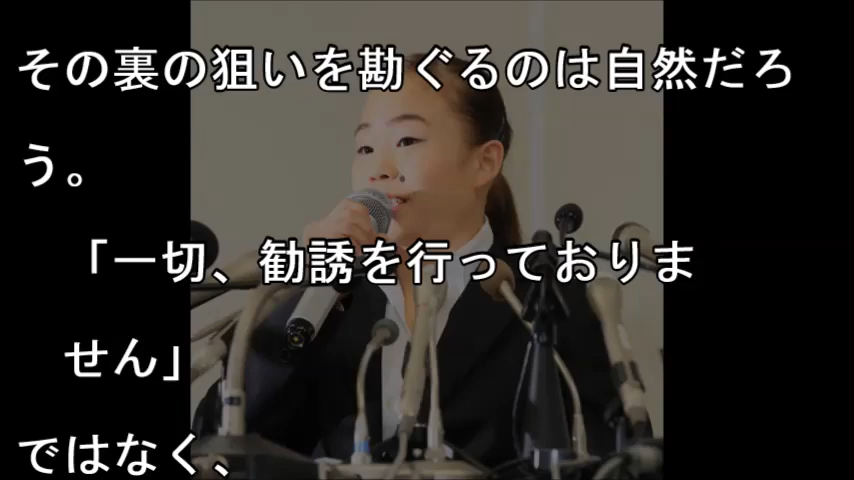 その裏の狙いを勘ぐるのは自然だろ
う。
「一切、勧誘を行っておりま
せん」
ではなく、